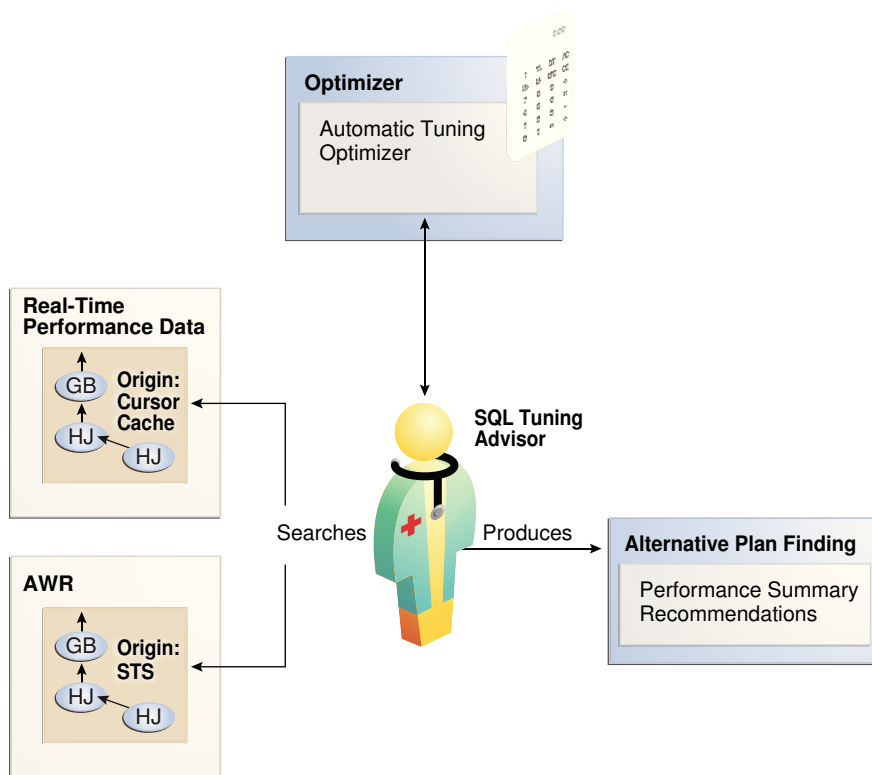 Optimizer
Automatic Tuning
Optimizer
Real-Time
Performance Data
GB
Origin:
Cursor
Cache
HJ
HJ
SQL Tuning
Advisor
Searches
Produces
Alternative Plan Finding
Performance Summary
Recommendations
AWR
GB
Origin:
STS
HJ
HJ